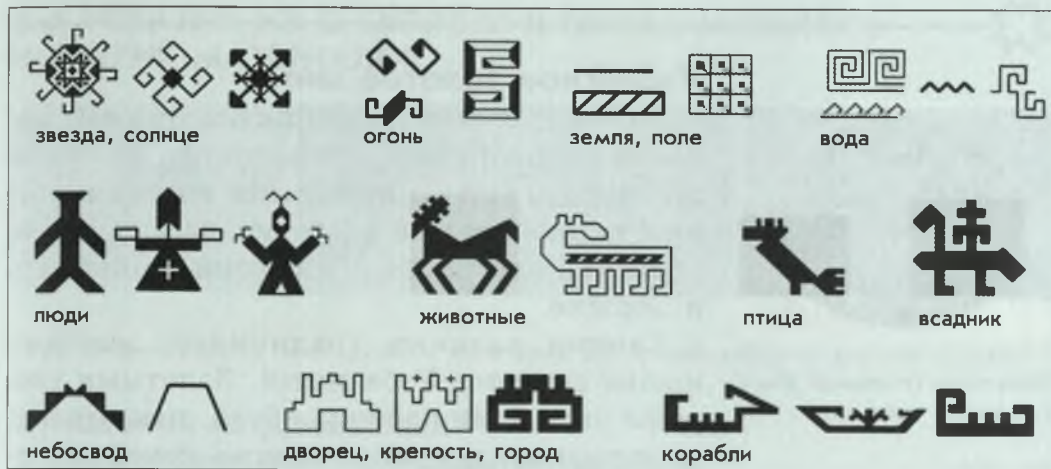 звезда, солнце огонь земля, поле вода
люди животные птица всадник
небосвод дворец, крепость, город корабли